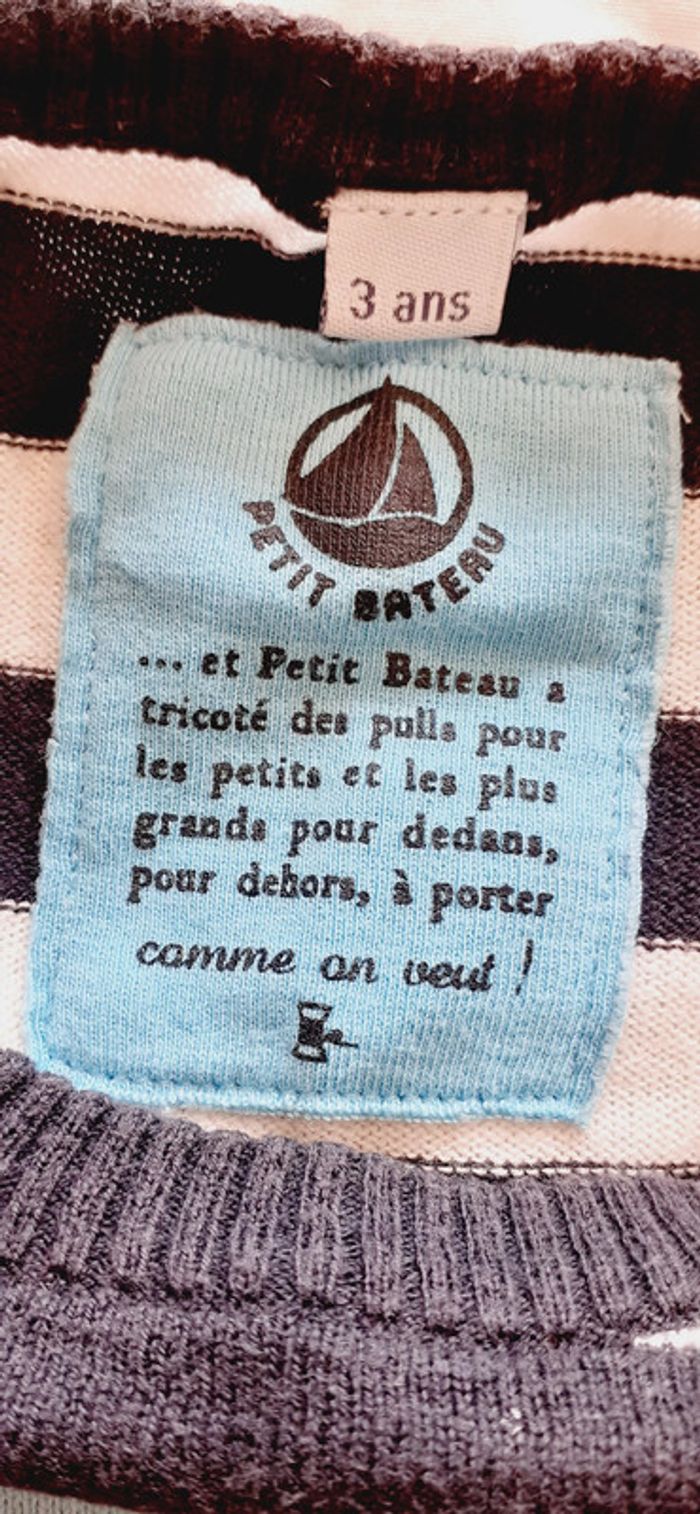 3 ans
PETIT BATEAU
... et Petit Bateau a
tricoté des pulls pour
les petits et les plus
grands pour dedans,
pour dehors, à porter
comme on veut !